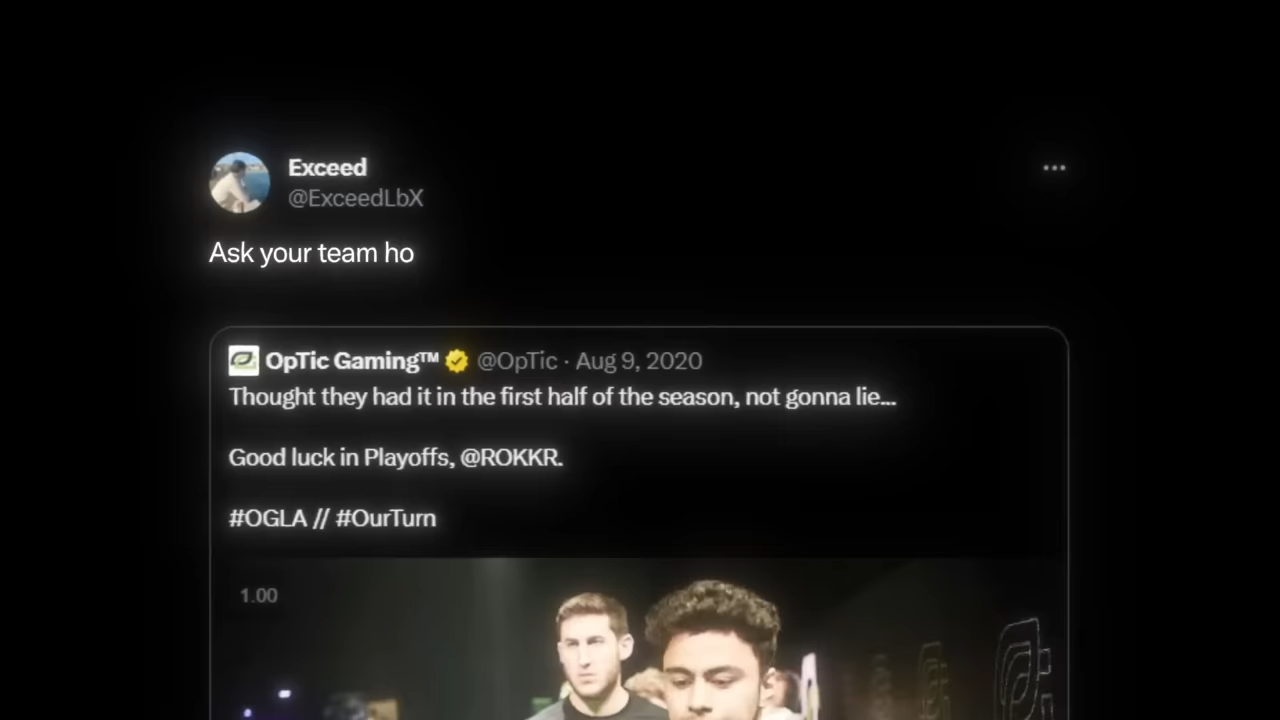 Exceed
@ExceedLbX
Ask your team ho
OpTic Gaming™ @OpTic · Aug 9, 2020
Thought they had it in the first half of the season, not gonna lie...
Good luck in Playoffs, @ROKKR.
#OGLA // #OurTurn
1.00